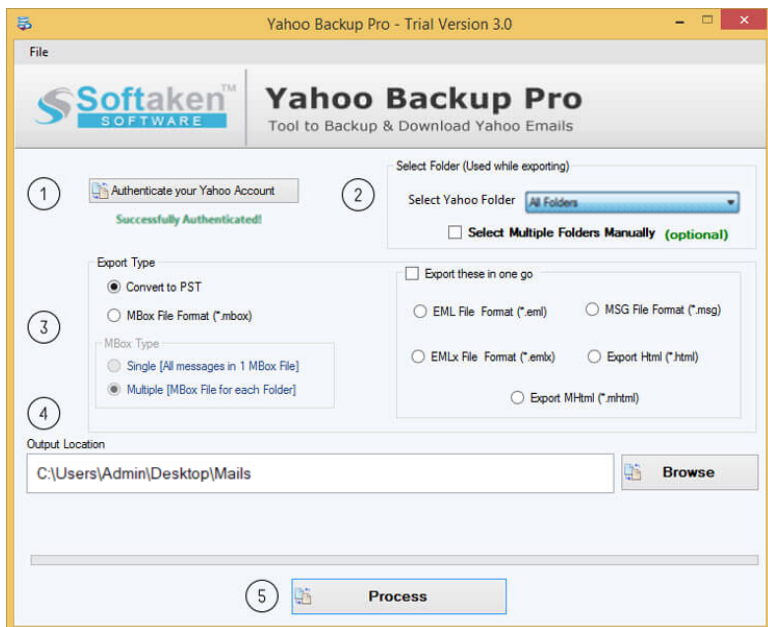 Yahoo Backup Pro - Trial Version 3.0
File
Softaken™
SOFTWARE
Yahoo Backup Pro
Tool to Backup & Download Yahoo Emails
1
Authenticate your Yahoo Account
Successfully Authenticated!
2
Select Folder (Used while exporting)
Select Yahoo Folder
All Folders
Select Multiple Folders Manually (optional)
3
Export Type
Convert to PST
MBox File Format (*.mbox)
MBox Type
Single [All messages in 1 MBox File]
Multiple [MBox File for each Folder]
Export these in one go
EML File Format (*.eml)
MSG File Format (*.msg)
EMLx File Format (*.emlx)
Export Html (*.html)
Export MHtml (*.mhtml)
4
Output Location
C:\Users\Admin\Desktop\Mails
Browse
5
Process